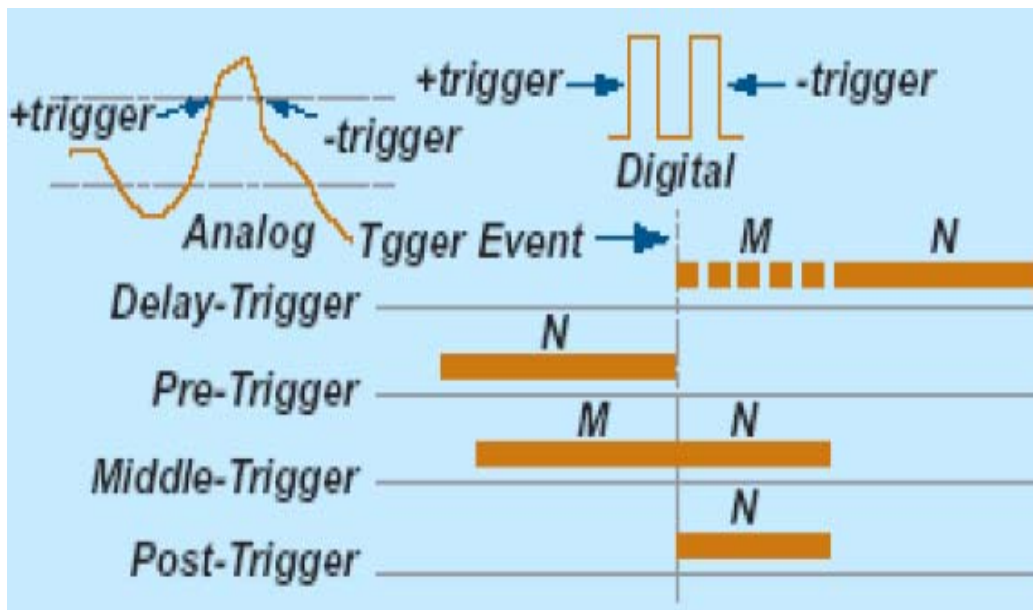 +trigger
-trigger
Analog
+trigger
-trigger
Digital
Tgger Event
M N
Delay-Trigger
N
Pre-Trigger
M N
Middle-Trigger
N
Post-Trigger